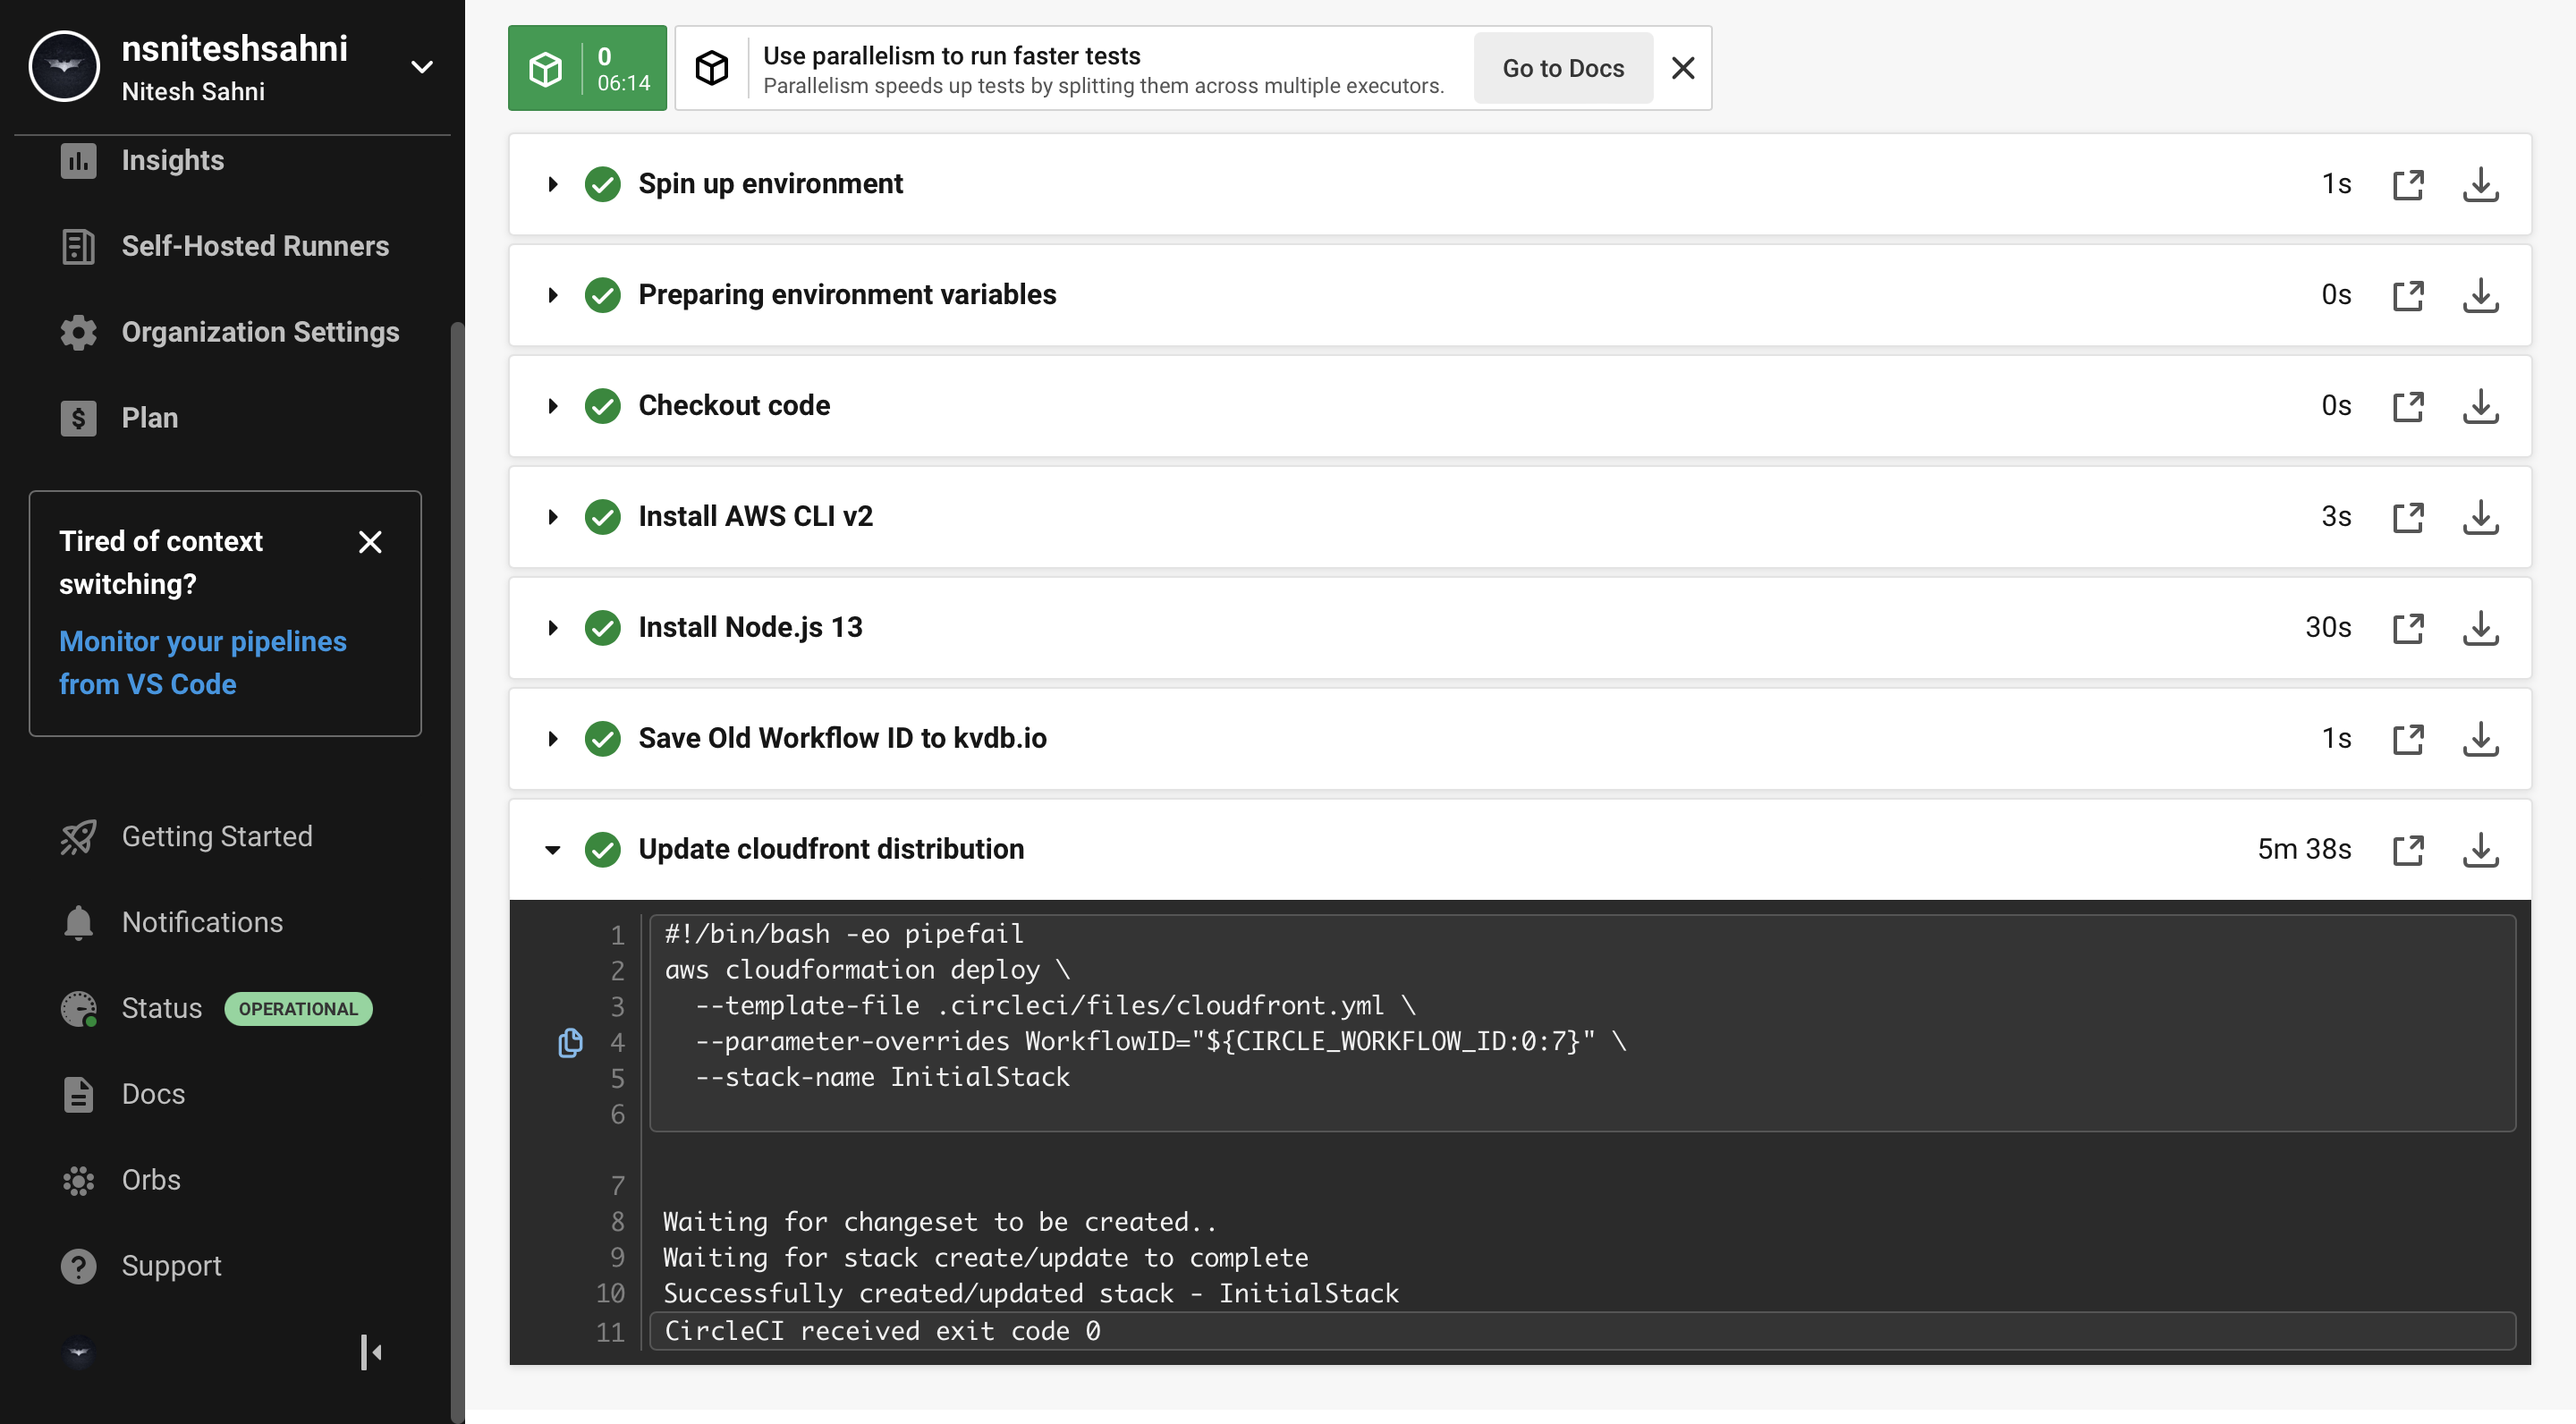 nsniteshsahni
Nitesh Sahni
Insights
Self-Hosted Runners
Organization Settings
Plan
Tired of context
switching?
Monitor your pipelines
from VS Code
Getting Started
Notifications
Status OPERATIONAL
Docs
Orbs
Support
0
06:14
Use parallelism to run faster tests
Parallelism speeds up tests by splitting them across multiple executors.
Go to Docs
Spin up environment 1s
Preparing environment variables 0s
Checkout code 0s
Install AWS CLI v2 3s
Install Node.js 13 30s
Save Old Workflow ID to kvdb.io 1s
Update cloudfront distribution 5m 38s
1 #!/bin/bash -eo pipefail
2 aws cloudformation deploy \
3 --template-file .circleci/files/cloudfront.yml \
4 --parameter-overrides WorkflowID="${CIRCLE_WORKFLOW_ID:0:7}" \
5 --stack-name InitialStack
6
7
8 Waiting for changeset to be created..
9 Waiting for stack create/update to complete
10 Successfully created/updated stack - InitialStack
11 CircleCI received exit code 0